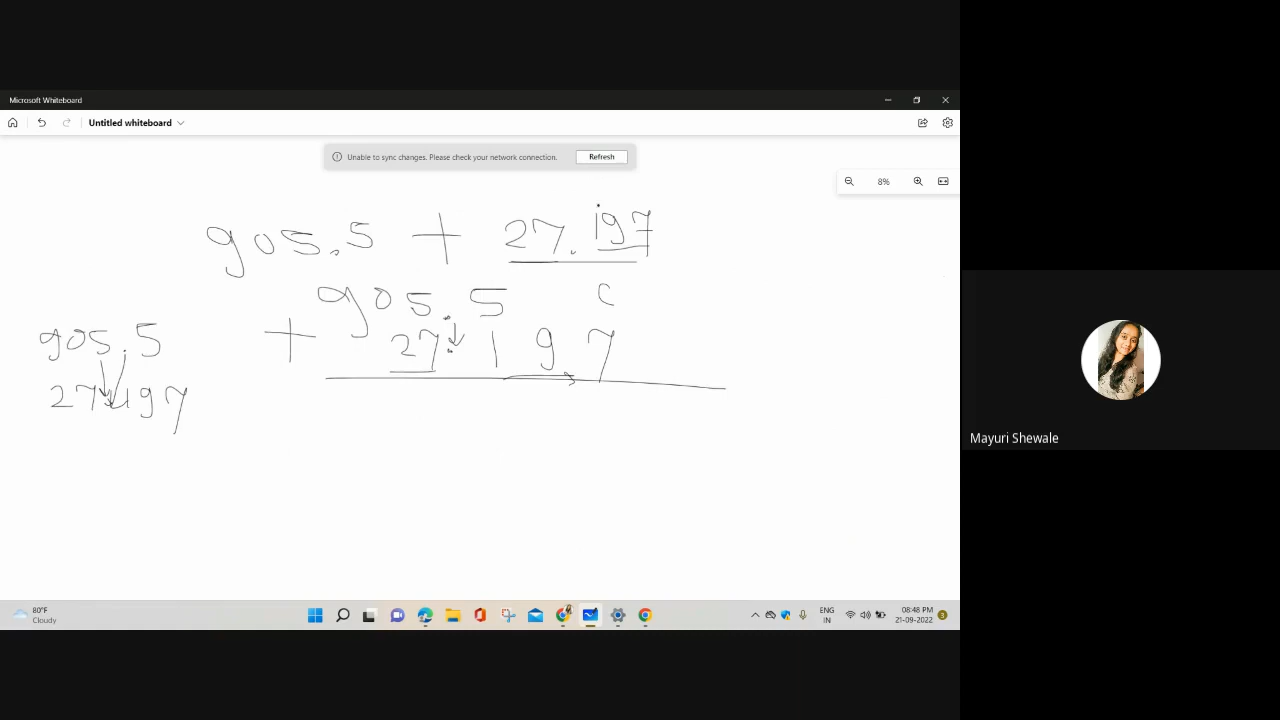 Microsoft Whiteboard
Untitled whiteboard
Unable to sync changes. Please check your network connection. Refresh
8%
905.5 + 27.197
905.5
+ 27.197
905.5
27.197
Mayuri Shewale
80°F
Cloudy
ENG
IN
08:48 PM
21-09-2022
3